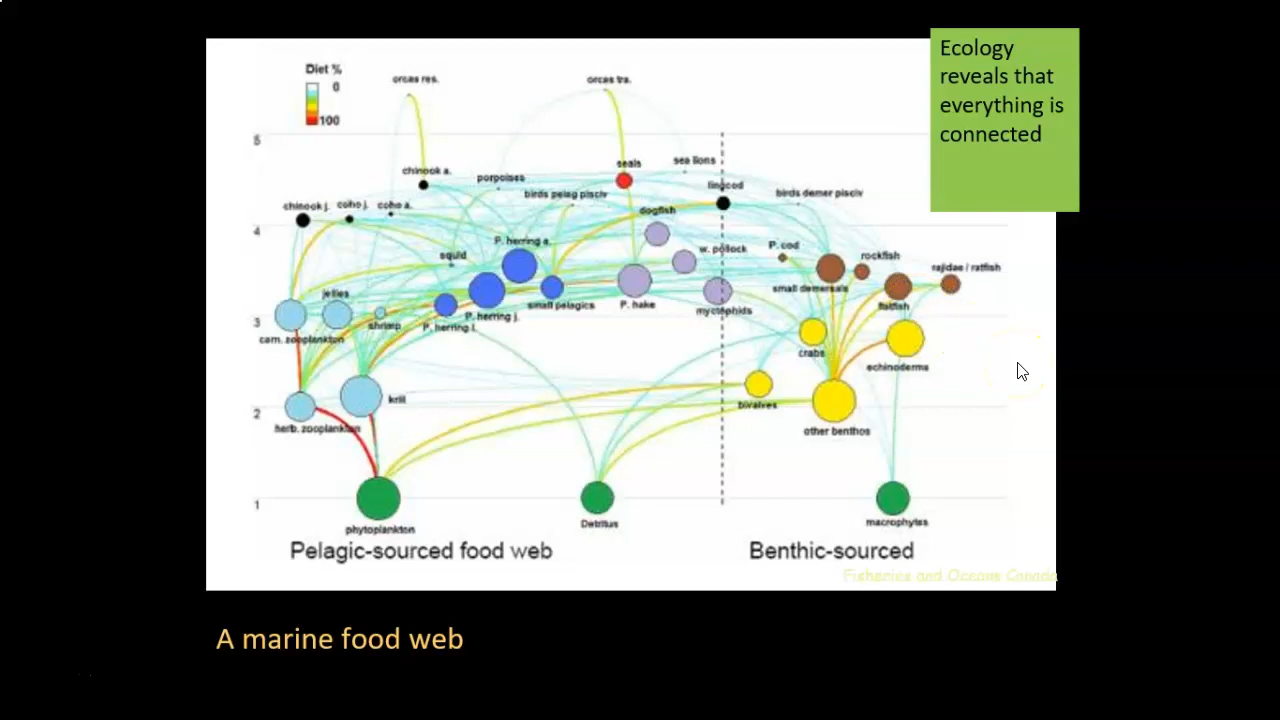 Ecology
reveals that
everything is
connected
Diet %
0
100
orcas res.
orcas tra.
5
seals
sea lions
chinook a.
porpoises
lingcod
birds pelag pisciv
birds demer pisciv
chinook j.
coho j.
coho a.
dogfish
4
P. herring a.
squid
w. pollock
P. cod
rockfish
rajidae / ratfish
jellies
small demersals
small pelagics
P. hake
flatfish
myctophids
P. herring j.
3
shrimp
P. herring l.
carn. zooplankton
crabs
echinoderms
krill
bivalves
2
herb. zooplankton
other benthos
1
phytoplankton
Detritus
macrophytes
Pelagic-sourced food web
Benthic-sourced
Fisheries and Oceans Canada
A marine food web